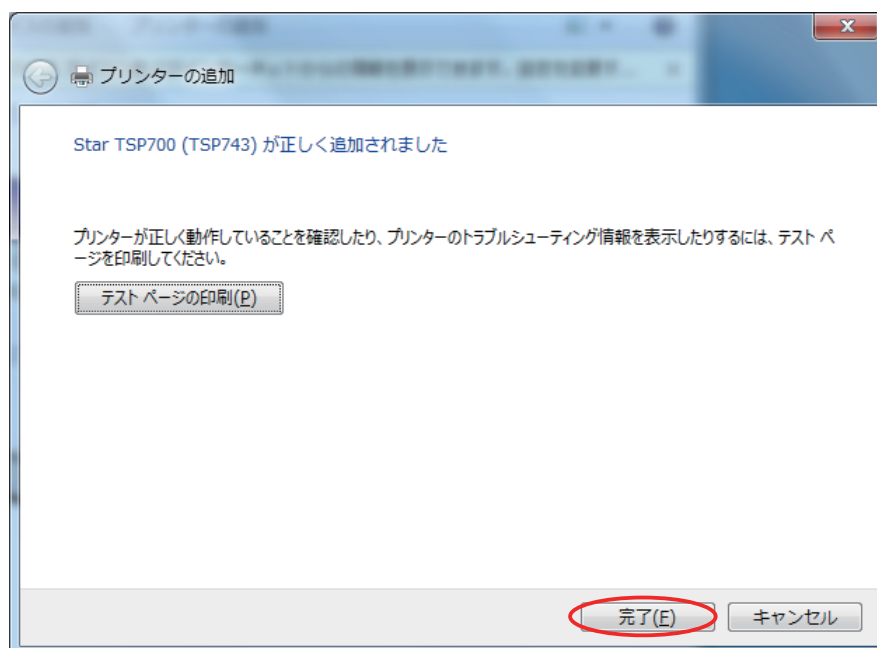 プリンターの追加
Star TSP700 (TSP743) が正しく追加されました
プリンターが正しく動作していることを確認したり、プリンターのトラブルシューティング情報を表示したりするには、テスト ペ
ージを印刷してください。
テスト ページの印刷(P)
完了(F)
キャンセル